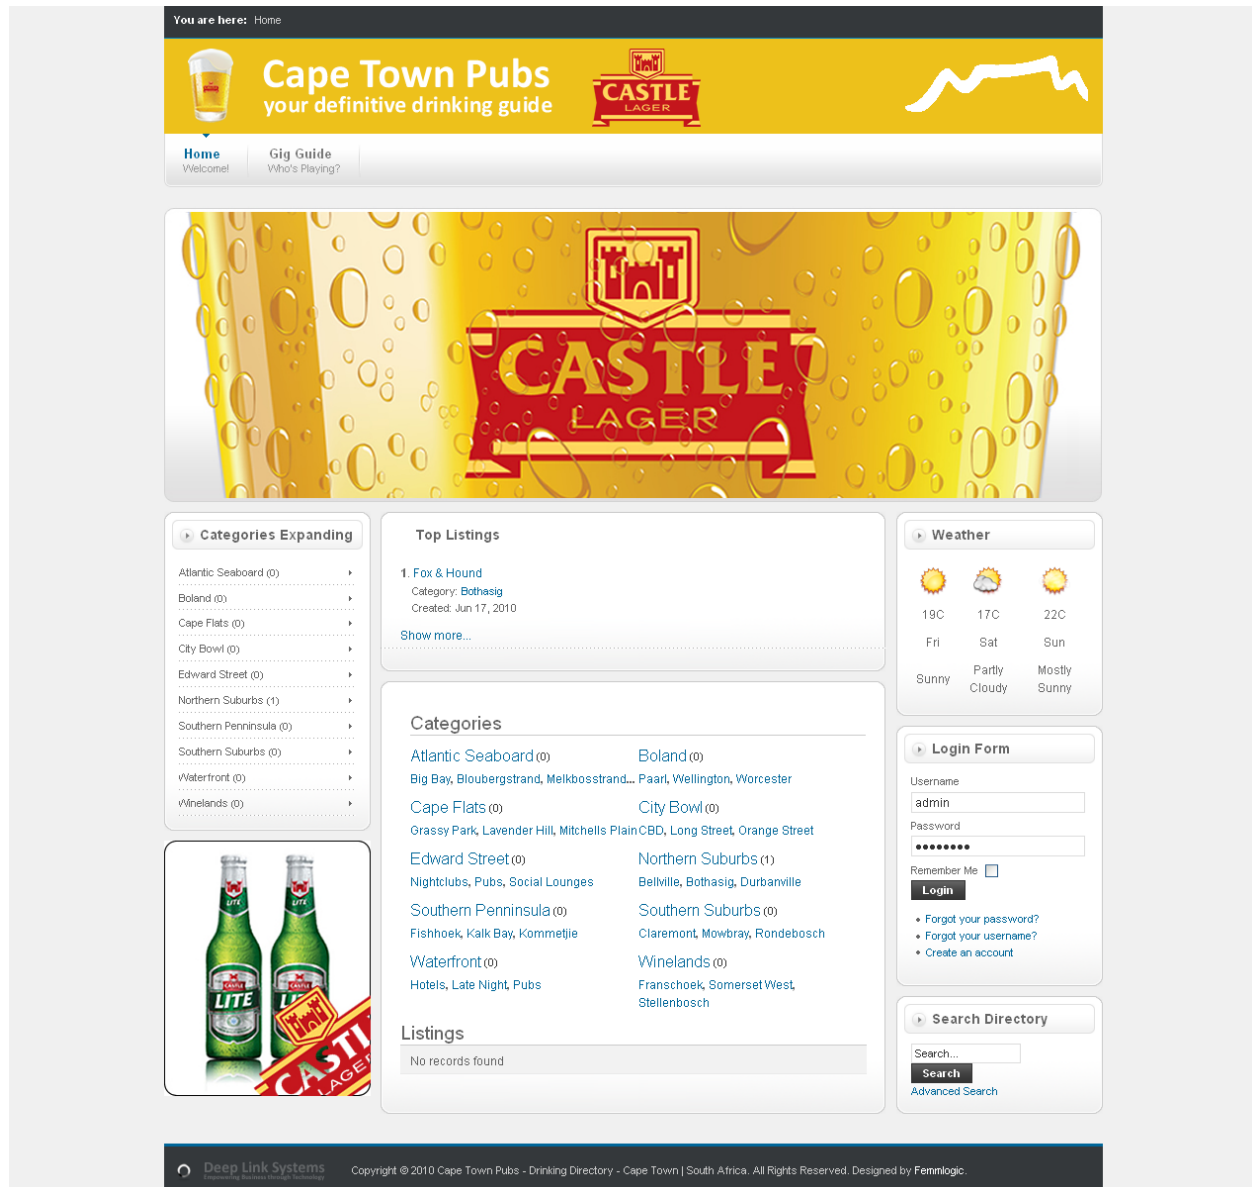 You are here: Home
Cape Town Pubs
your definitive drinking guide
CASTLE
LAGER
Home
Welcome!
Gig Guide
Who's Playing?
CASTLE
LAGER
Categories Expanding
Atlantic Seaboard (0)
Boland (0)
Cape Flats (0)
City Bowl (0)
Edward Street (0)
Northern Suburbs (1)
Southern Penninsula (0)
Southern Suburbs (0)
Waterfront (0)
Winelands (0)
LITE
CASTLE
LITE
CASTLE
LITE
CASTL
LAGER
Top Listings
1. Fox & Hound
Category: Bothasig
Created: Jun 17, 2010
Show more...
Categories
Atlantic Seaboard (0)
Big Bay, Bloubergstrand, Melkbosstrand...
Boland (0)
Paarl, Wellington, Worcester
Cape Flats (0)
Grassy Park, Lavender Hill, Mitchells Plain
City Bowl (0)
CBD, Long Street, Orange Street
Edward Street (0)
Nightclubs, Pubs, Social Lounges
Northern Suburbs (1)
Bellville, Bothasig, Durbanville
Southern Penninsula (0)
Fishhoek, Kalk Bay, Kommetjie
Southern Suburbs (0)
Claremont, Mowbray, Rondebosch
Waterfront (0)
Hotels, Late Night, Pubs
Winelands (0)
Franschoek, Somerset West,
Stellenbosch
Listings
No records found
Weather
19C 17C 22C
Fri Sat Sun
Sunny Partly Cloudy Mostly Sunny
Login Form
Username
admin
Password
••••••••
Remember Me
Login
Forgot your password?
Forgot your username?
Create an account
Search Directory
Search...
Search
Advanced Search
Deep Link Systems
Empowering Business through Technology
Copyright © 2010 Cape Town Pubs - Drinking Directory - Cape Town | South Africa. All Rights Reserved. Designed by Femmlogic.